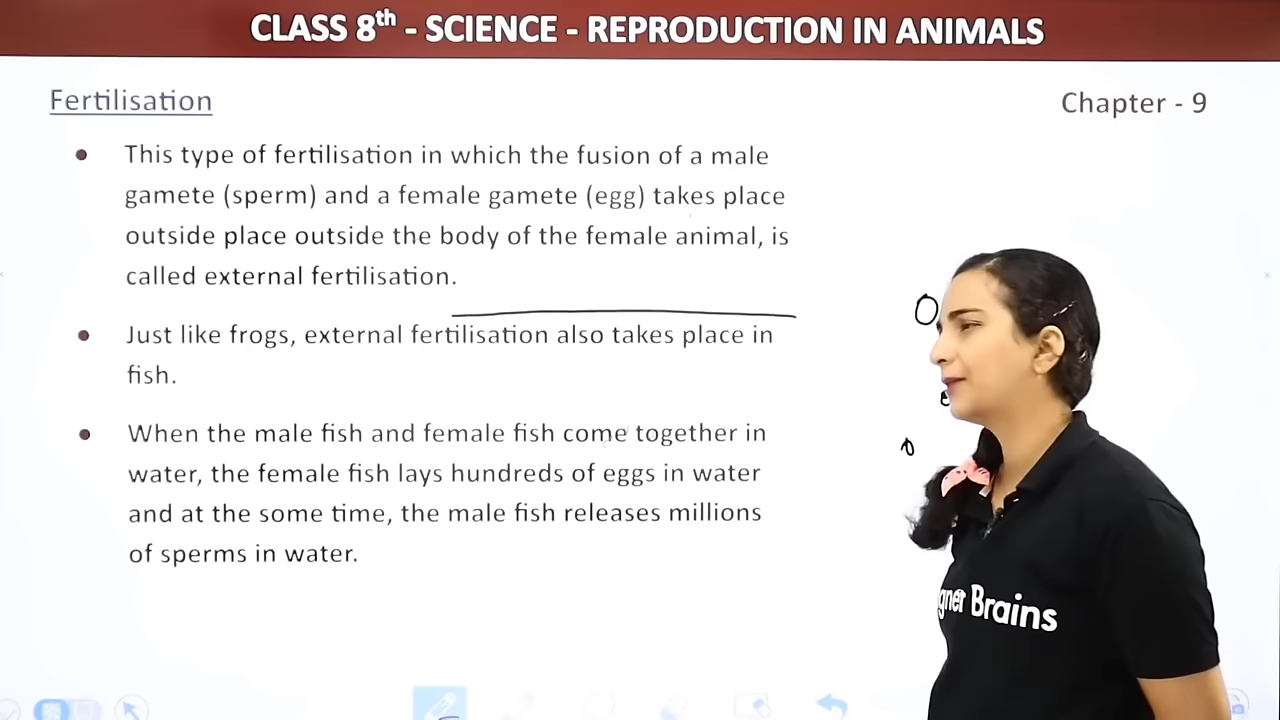 CLASS 8th - SCIENCE - REPRODUCTION IN ANIMALS
Fertilisation
Chapter - 9
This type of fertilisation in which the fusion of a male
gamete (sperm) and a female gamete (egg) takes place
outside place outside the body of the female animal, is
called external fertilisation.
Just like frogs, external fertilisation also takes place in
fish.
When the male fish and female fish come together in
water, the female fish lays hundreds of eggs in water
and at the some time, the male fish releases millions
of sperms in water.
gner Brains